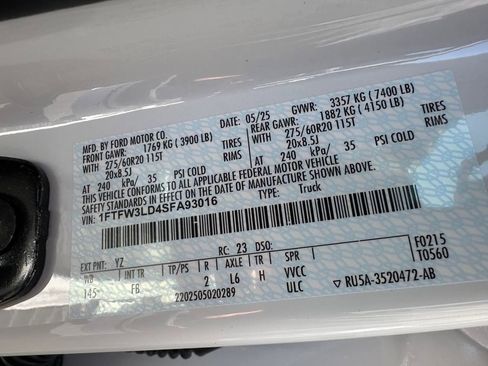 MFD. BY FORD MOTOR CO.
05/25 GVWR: 3357 KG ( 7400 LB)
FRONT GAWR: 1769 KG ( 3900 LB) REAR GAWR: 1882 KG ( 4150 LB)
WITH 275/60R20 115T TIRES WITH 275/60R20 115T TIRES
20x8.5J 20x8.5J
AT 240 kPa/ 35 PSI COLD AT 240 kPa/ 35 PSI COLD
THIS VEHICLE CONFORMS TO ALL APPLICABLE FEDERAL MOTOR VEHICLE
SAFETY STANDARDS IN EFFECT ON THE DATE OF MANUFACTURE SHOWN ABOVE.
VIN: 1FTFW3LD4SFA93016 TYPE: Truck
F0215
T0560
EXT PNT: YZ RC: 23 DSO:
WB INT TR TP/PS R AXLE TR SPR
145 FB 2 L6 H VVCC
2202505020289 ULC
RU5A-3520472-AB